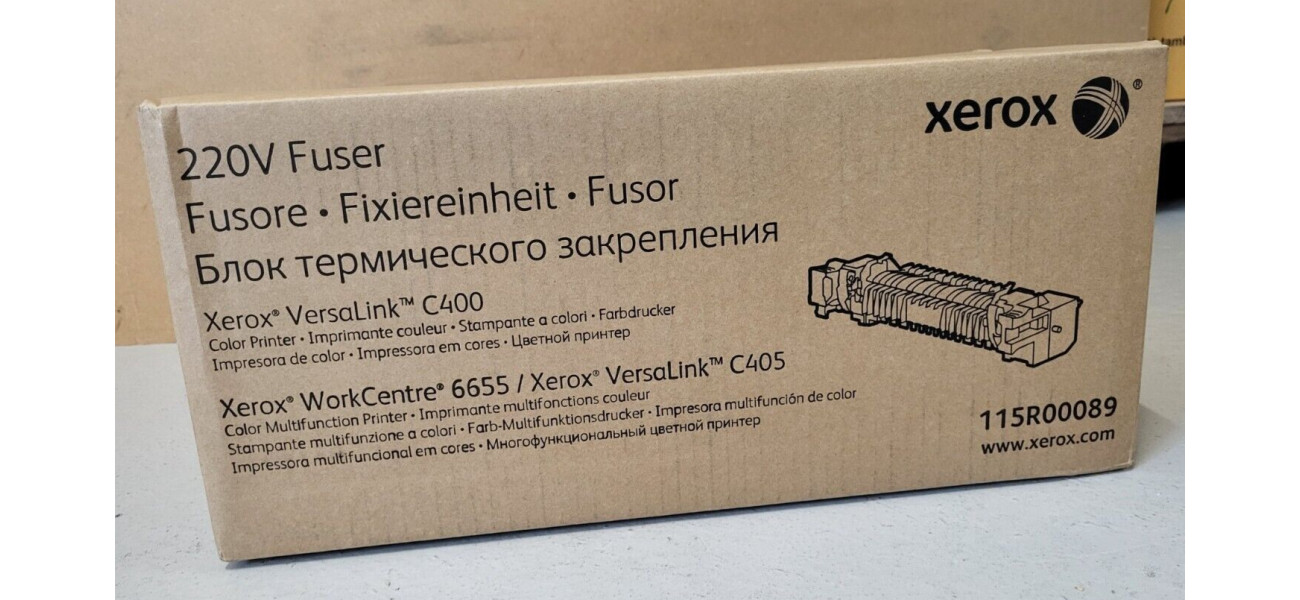 xerox ®
220V Fuser
Fusore • Fixiereinheit • Fusor
Блок термического закрепления
Xerox® VersaLink™ C400
Color Printer • Imprimante couleur • Stampante a colori • Farbdrucker
Impresora de color • Impressora em cores • Цветной принтер
Xerox® WorkCentre® 6655 / Xerox® VersaLink™ C405
Color Multifunction Printer • Imprimante multifonctions couleur
Stampante multifunzione a colori • Farb-Multifunktionsdrucker • Impresora multifunción de color
Impressora multifuncional em cores • Многофункциональный цветной принтер
115R00089
www.xerox.com